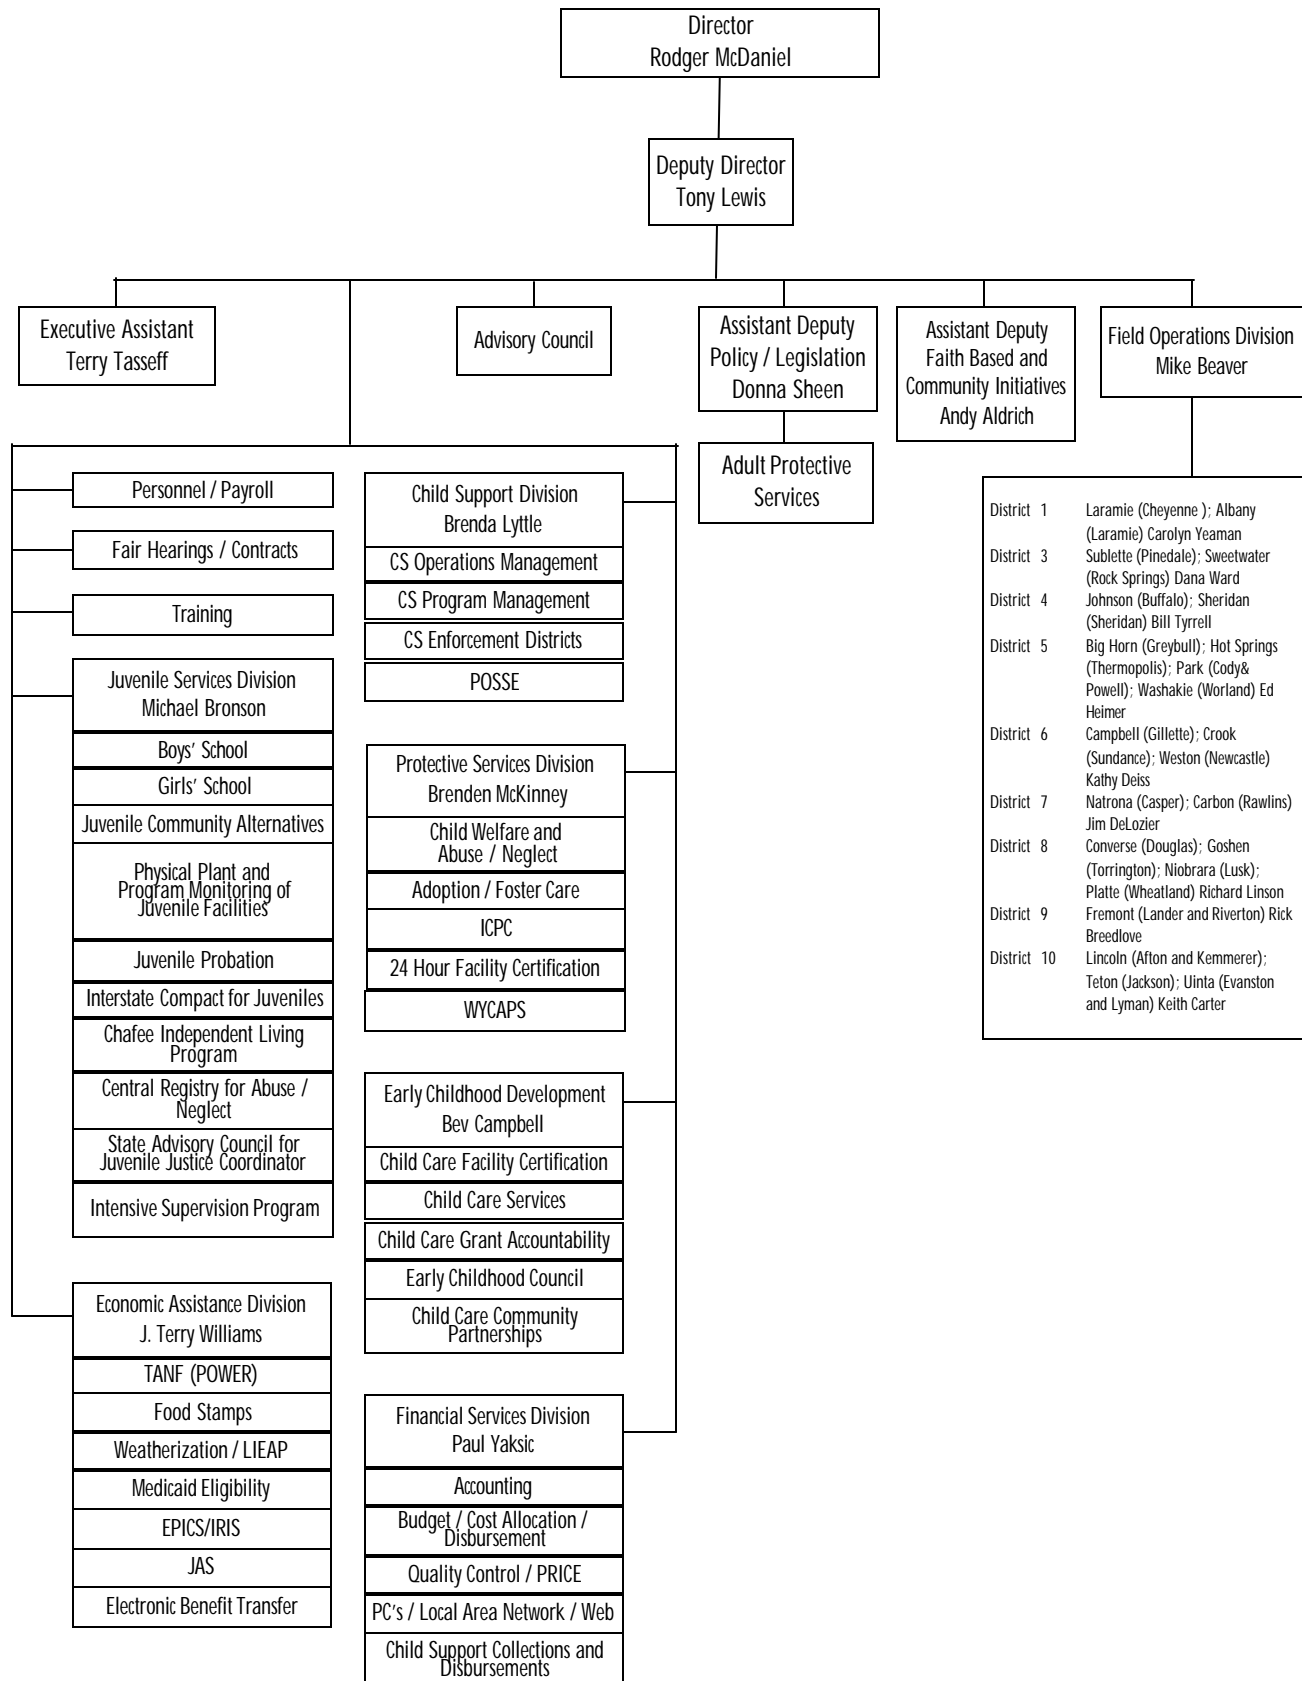 Director
Rodger McDaniel
Deputy Director
Tony Lewis
Executive Assistant
Terry Tasseff
Advisory Council
Assistant Deputy
Policy / Legislation
Donna Sheen
Assistant Deputy
Faith Based and
Community Initiatives
Andy Aldrich
Field Operations Division
Mike Beaver
Adult Protective
Services
Personnel / Payroll
Fair Hearings / Contracts
Training
Juvenile Services Division
Michael Bronson
Boys' School
Girls' School
Juvenile Community Alternatives
Physical Plant and
Program Monitoring of
Juvenile Facilities
Juvenile Probation
Interstate Compact for Juveniles
Chafee Independent Living
Program
Central Registry for Abuse /
Neglect
State Advisory Council for
Juvenile Justice Coordinator
Intensive Supervision Program
Economic Assistance Division
J. Terry Williams
TANF (POWER)
Food Stamps
Weatherization / LIEAP
Medicaid Eligibility
EPICS/IRIS
JAS
Electronic Benefit Transfer
Child Support Division
Brenda Lyttle
CS Operations Management
CS Program Management
CS Enforcement Districts
POSSE
Protective Services Division
Brenden McKinney
Child Welfare and
Abuse / Neglect
Adoption / Foster Care
ICPC
24 Hour Facility Certification
WYCAPS
Early Childhood Development
Bev Campbell
Child Care Facility Certification
Child Care Services
Child Care Grant Accountability
Early Childhood Council
Child Care Community
Partnerships
Financial Services Division
Paul Yaksic
Accounting
Budget / Cost Allocation /
Disbursement
Quality Control / PRICE
PC's / Local Area Network / Web
Child Support Collections and
Disbursements
District 1 Laramie (Cheyenne ); Albany
(Laramie) Carolyn Yeaman
District 3 Sublette (Pinedale); Sweetwater
(Rock Springs) Dana Ward
District 4 Johnson (Buffalo); Sheridan
(Sheridan) Bill Tyrrell
District 5 Big Horn (Greybull); Hot Springs
(Thermopolis); Park (Cody&
Powell); Washakie (Worland) Ed
Heimer
District 6 Campbell (Gillette); Crook
(Sundance); Weston (Newcastle)
Kathy Deiss
District 7 Natrona (Casper); Carbon (Rawlins)
Jim DeLozier
District 8 Converse (Douglas); Goshen
(Torrington); Niobrara (Lusk);
Platte (Wheatland) Richard Linson
District 9 Fremont (Lander and Riverton) Rick
Breedlove
District 10 Lincoln (Afton and Kemmerer);
Teton (Jackson); Uinta (Evanston
and Lyman) Keith Carter